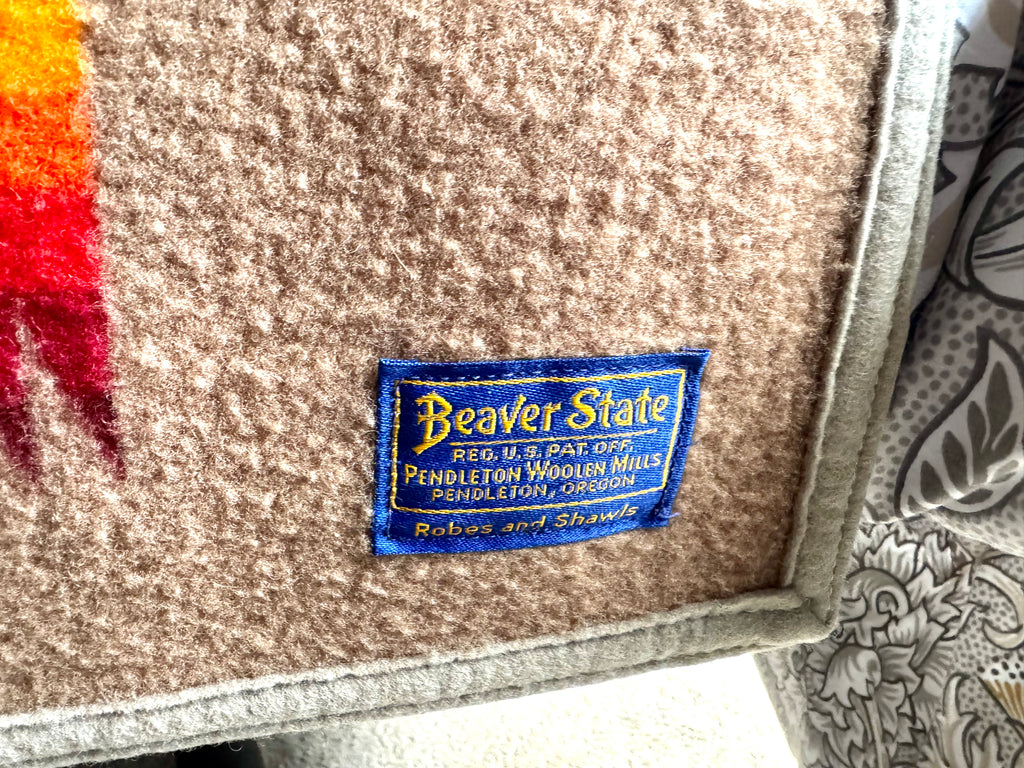 Beaver State
REG. U.S. PAT. OFF.
PENDLETON WOOLEN MILLS
PENDLETON, OREGON
Robes and Shawls